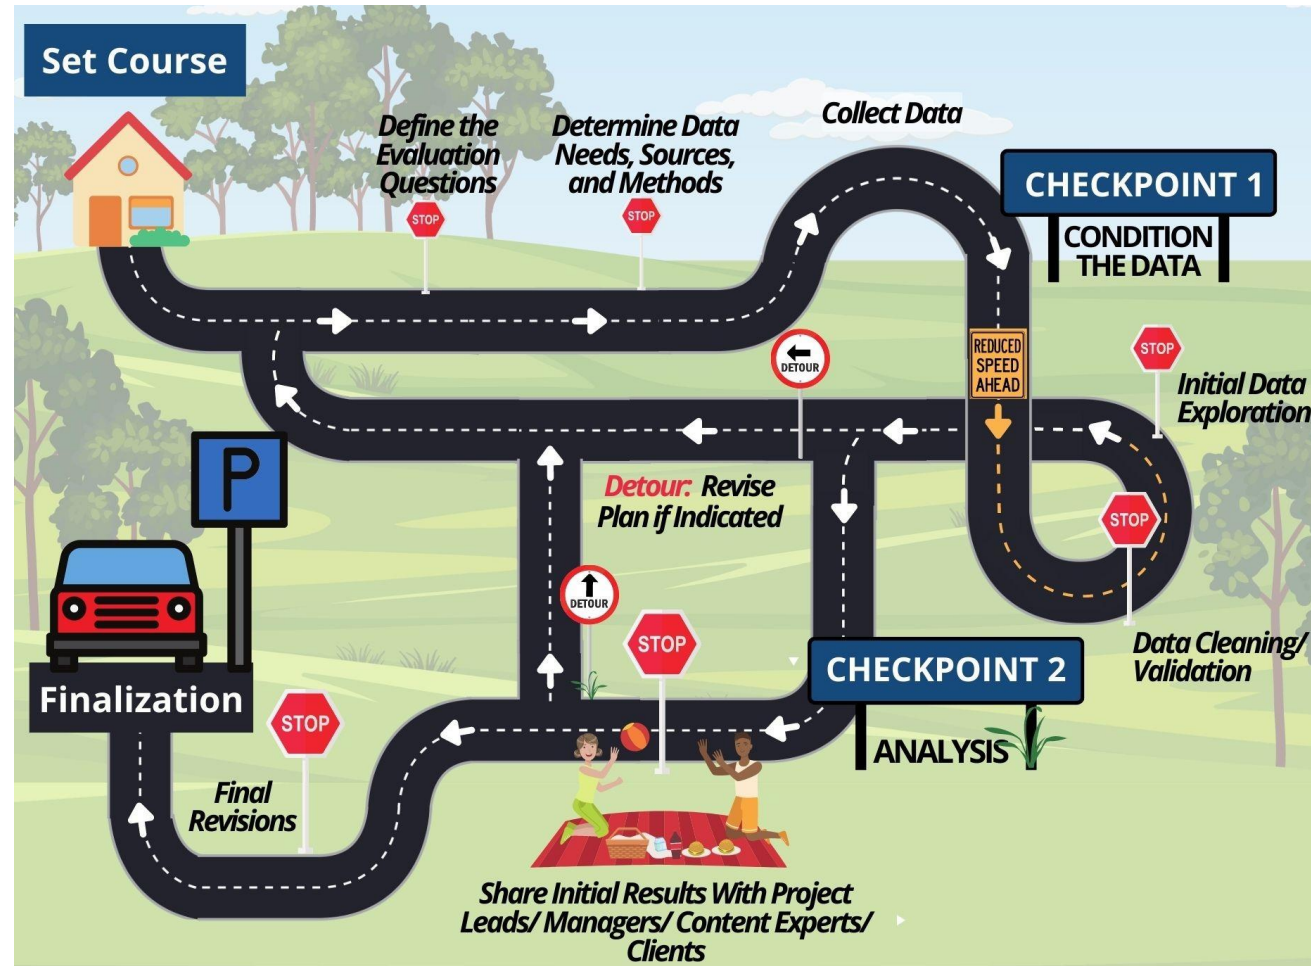 Set Course
Define the
Evaluation
Questions
STOP
Determine Data
Needs, Sources,
and Methods
STOP
Collect Data
CHECKPOINT 1
CONDITION
THE DATA
REDUCED
SPEED
AHEAD
STOP
Initial Data
Exploration
STOP
Data Cleaning/
Validation
DETOUR
Detour: Revise
Plan if Indicated
DETOUR
CHECKPOINT 2
ANALYSIS
STOP
Share Initial Results With Project
Leads/ Managers/ Content Experts/
Clients
STOP
Final
Revisions
P
Finalization